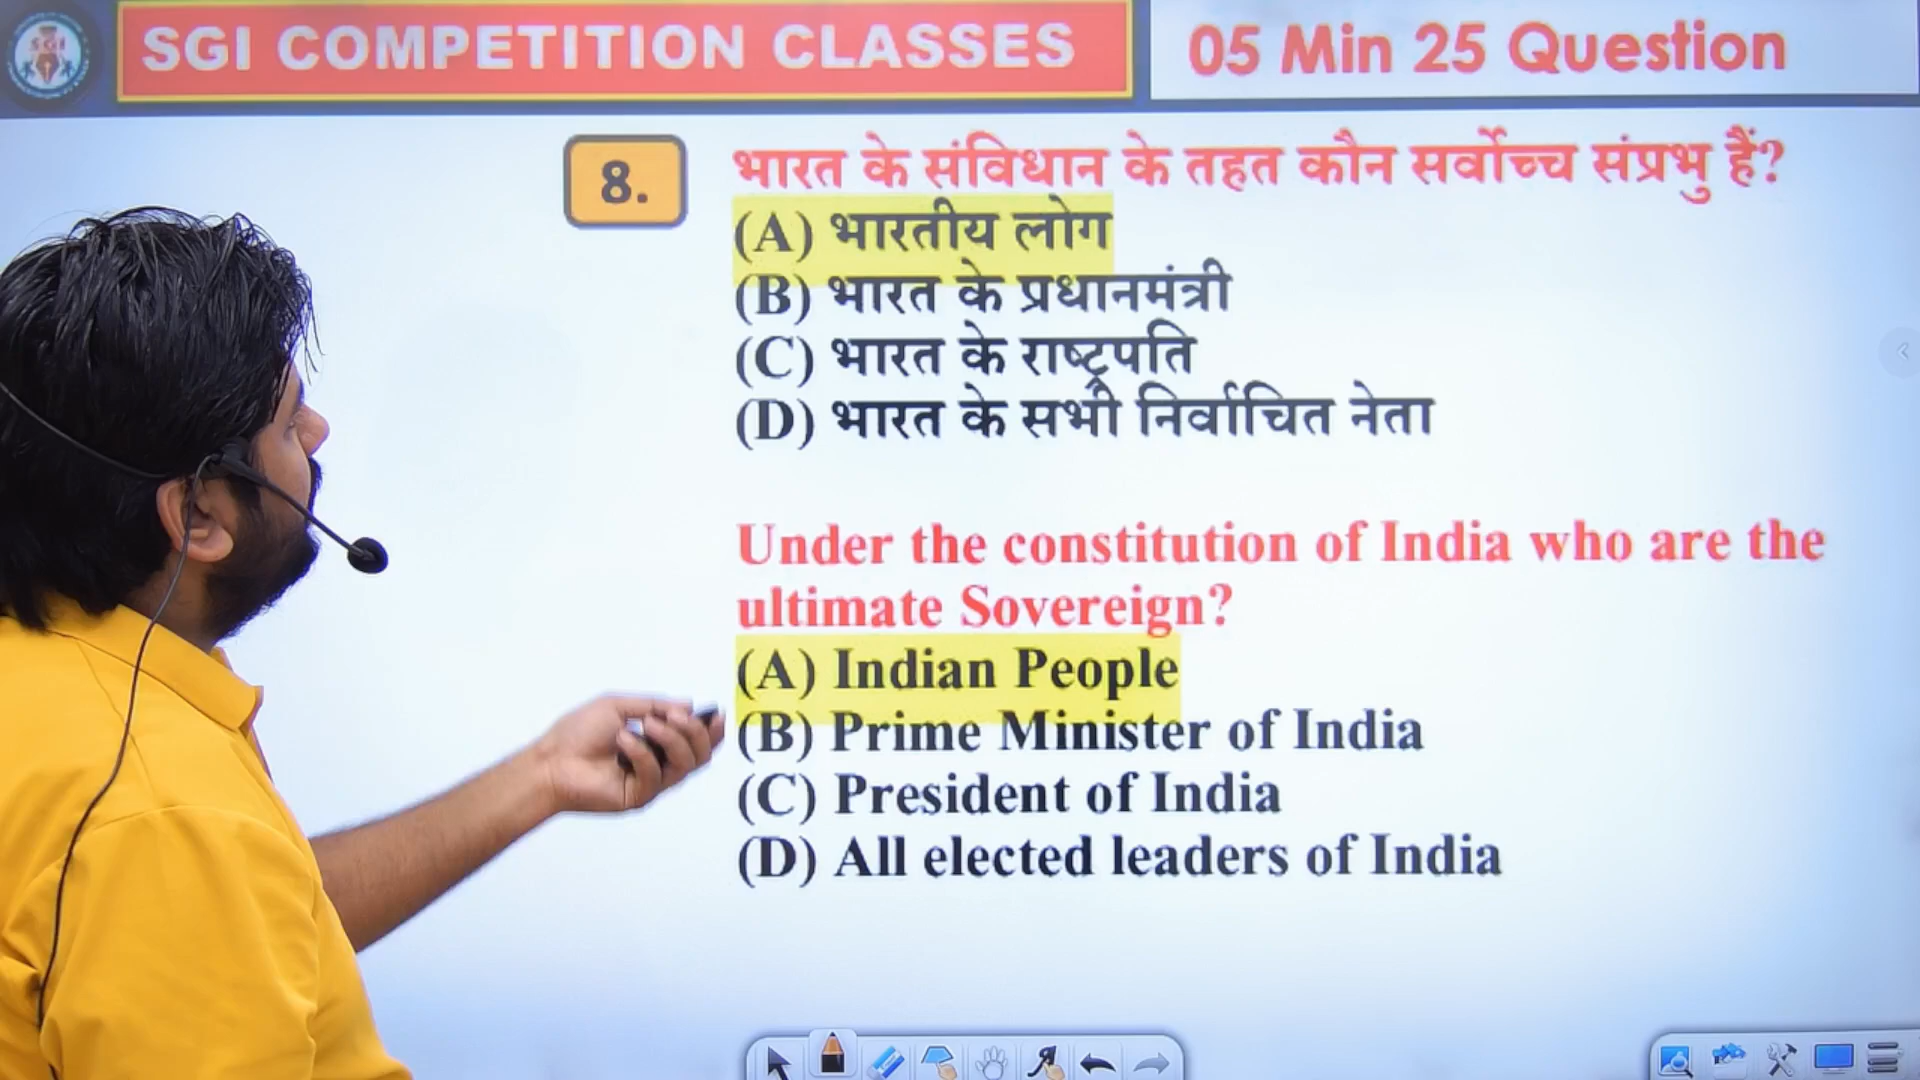 SGI
SGI COMPETITION CLASSES
05 Min 25 Question
8.
भारत के संविधान के तहत कौन सर्वोच्च संप्रभु हैं?
(A) भारतीय लोग
(B) भारत के प्रधानमंत्री
(C) भारत के राष्ट्रपति
(D) भारत के सभी निर्वाचित नेता
Under the constitution of India who are the
ultimate Sovereign?
(A) Indian People
(B) Prime Minister of India
(C) President of India
(D) All elected leaders of India